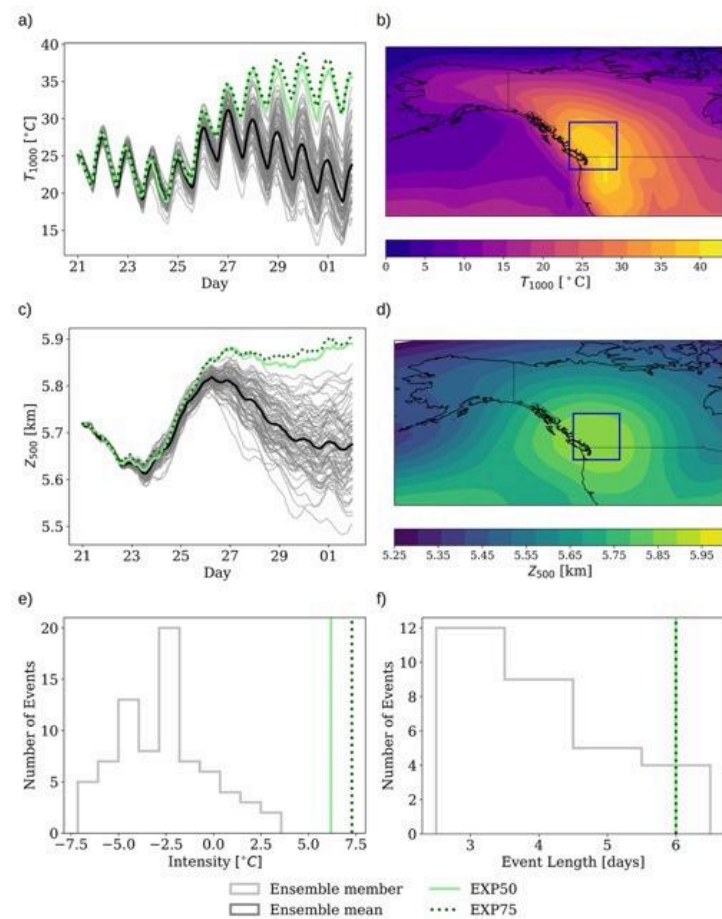 a)
b)
40
35
30
25
20
15
T1000 [°C]
21 23 25 27 29 01
Day
0 5 10 15 20 25 30 35 40
T1000 [°C]
c)
d)
5.9
5.8
5.7
5.6
5.5
Z500 [km]
21 23 25 27 29 01
Day
5.25 5.35 5.45 5.55 5.65 5.75 5.85 5.95
Z500 [km]
e)
f)
20
15
10
5
0
Number of Events
−7.5 −5.0 −2.5 0.0 2.5 5.0 7.5
Intensity [°C]
12
10
8
6
4
2
0
Number of Events
3 4 5 6
Event Length [days]
Ensemble member
EXP50
Ensemble mean
EXP75